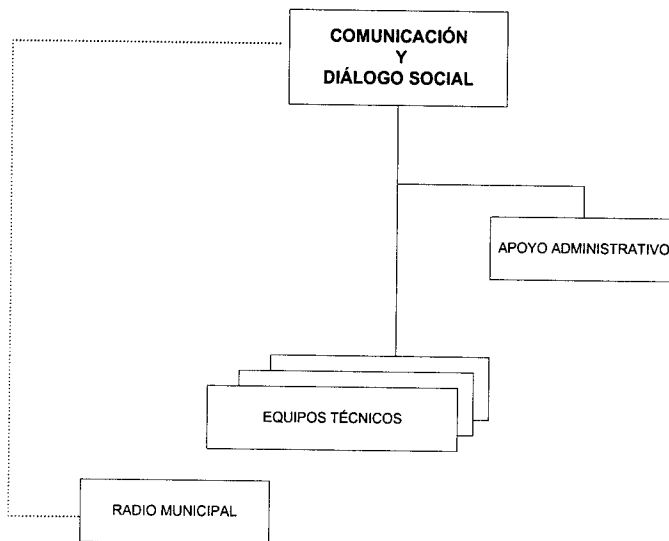 COMUNICACIÓN
Y
DIÁLOGO SOCIAL
APOYO ADMINISTRATIVO
EQUIPOS TÉCNICOS
RADIO MUNICIPAL